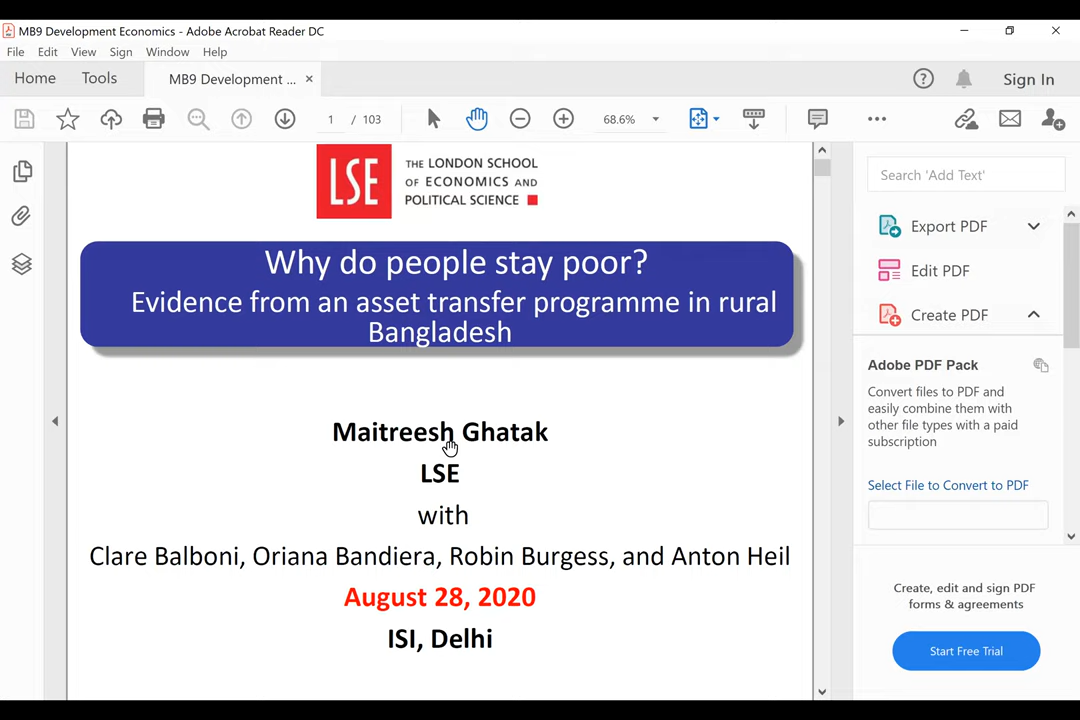 MB9 Development Economics - Adobe Acrobat Reader DC
File Edit View Sign Window Help
Home Tools MB9 Development ... × ? Sign In
1 / 103 68.6%
LSE
THE LONDON SCHOOL
OF ECONOMICS AND
POLITICAL SCIENCE
Why do people stay poor?
Evidence from an asset transfer programme in rural
Bangladesh
Maitreesh Ghatak
LSE
with
Clare Balboni, Oriana Bandiera, Robin Burgess, and Anton Heil
August 28, 2020
ISI, Delhi
Search 'Add Text'
Export PDF
Edit PDF
Create PDF
Adobe PDF Pack
Convert files to PDF and
easily combine them with
other file types with a paid
subscription
Select File to Convert to PDF
Create, edit and sign PDF
forms & agreements
Start Free Trial